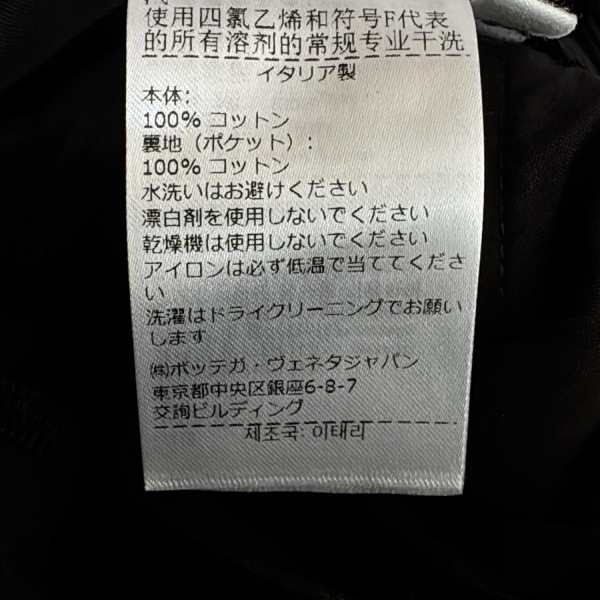 使用四氯乙烯和符号F代表
的所有溶剂的常规专业干洗
イタリア製
本体:
100% コットン
裏地（ポケット）:
100% コットン
水洗いはお避けください
漂白剤を使用しないでください
乾燥機は使用しないでください
アイロンは必ず低温で当ててくださ
い
洗濯はドライクリーニングでお願い
します
㈱ボッテガ・ヴェネタジャパン
東京都中央区銀座6-8-7
交詢ビルディング
제조국: 이태리